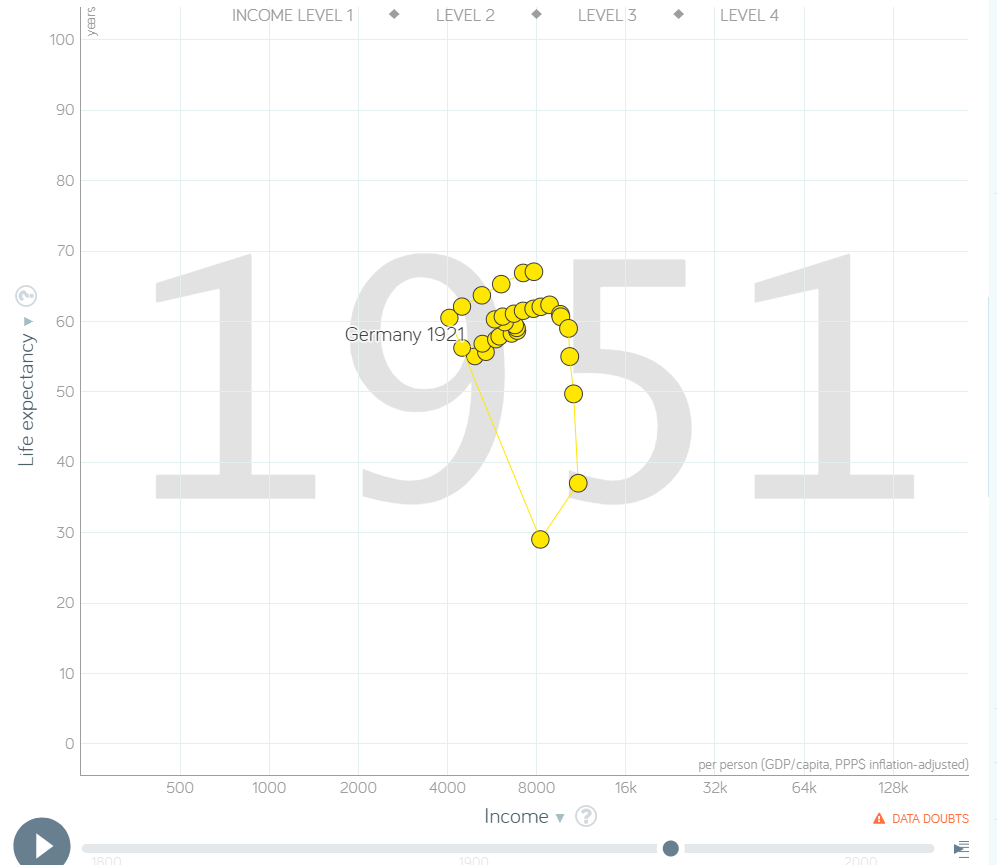 INCOME LEVEL 1 ◆ LEVEL 2 ◆ LEVEL 3 ◆ LEVEL 4
years
100
90
80
70
60
50
40
30
20
10
0
Life expectancy ▼ ?
1951
Germany 1921
per person (GDP/capita, PPP$ inflation-adjusted)
500 1000 2000 4000 8000 16k 32k 64k 128k
Income ▼ ?
DATA DOUBTS
1800 1900 2000